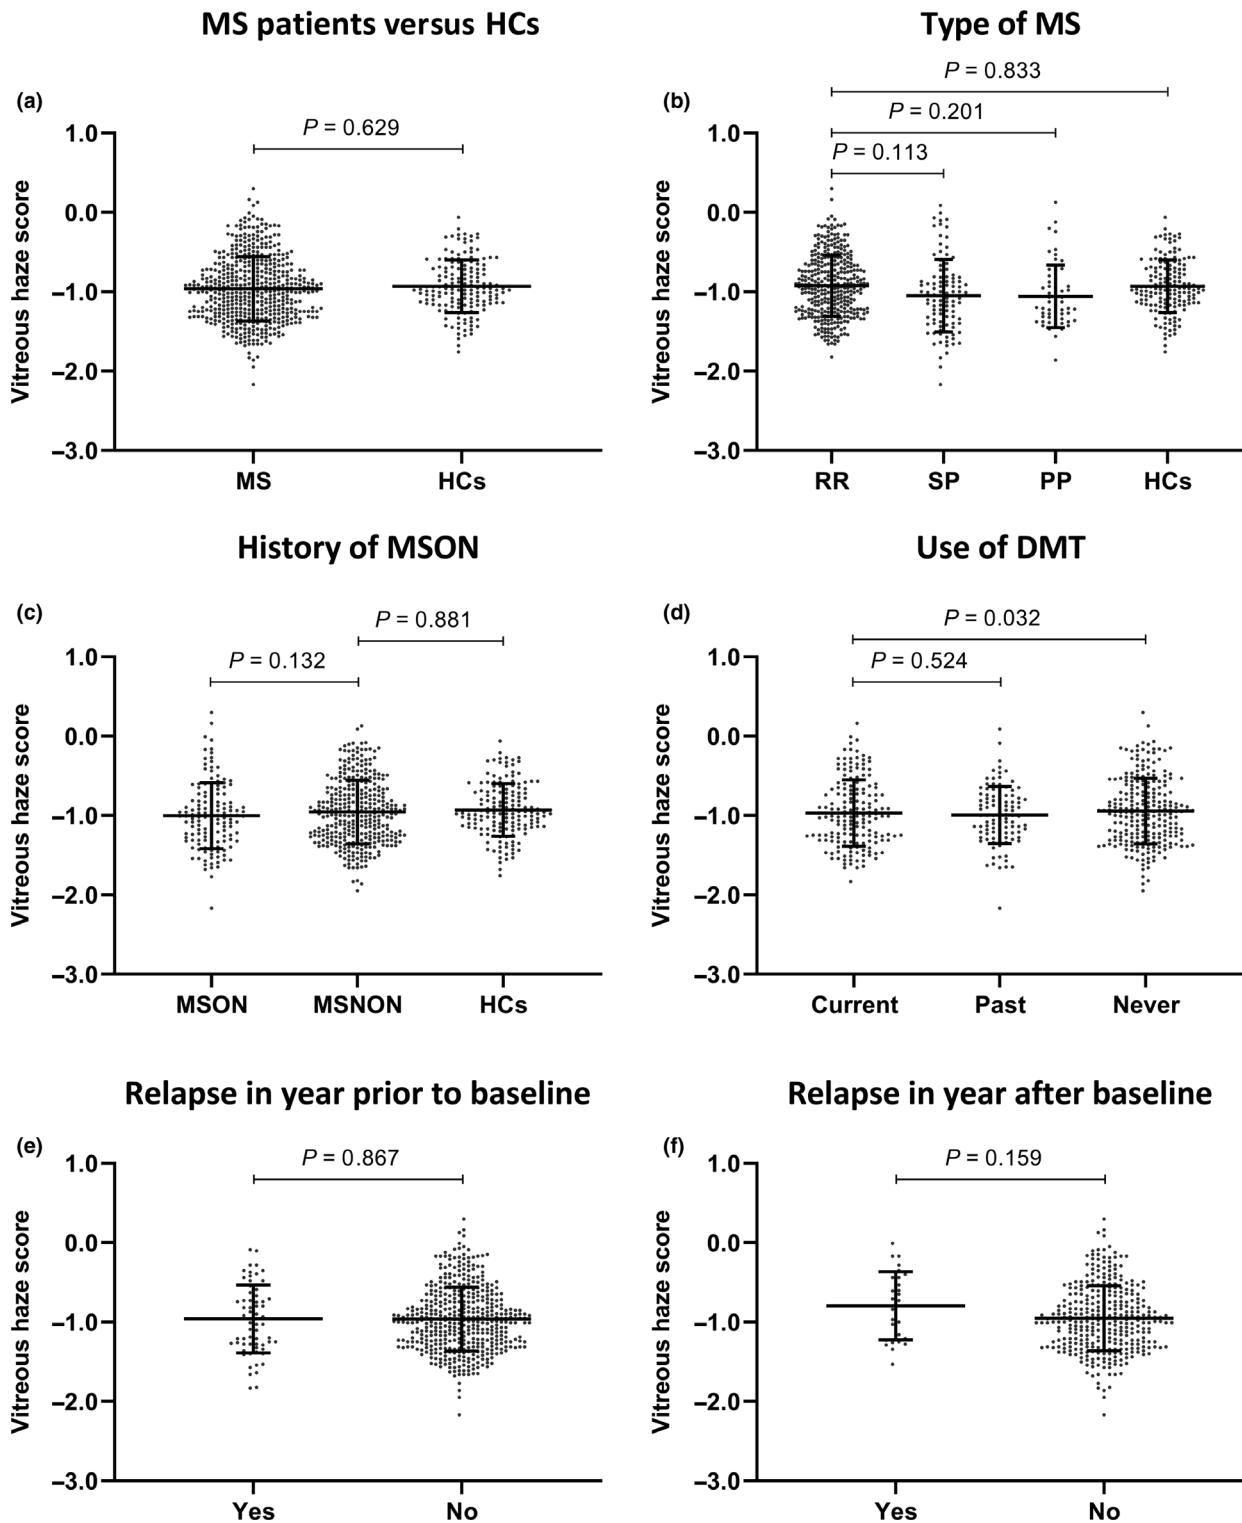 MS patients versus HCs
(a)
P = 0.629
1.0
0.0
–1.0
–2.0
–3.0
Vitreous haze score
MS HCs
Type of MS
(b)
P = 0.833
P = 0.201
P = 0.113
1.0
0.0
–1.0
–2.0
–3.0
Vitreous haze score
RR SP PP HCs
History of MSON
(c)
P = 0.881
P = 0.132
1.0
0.0
–1.0
–2.0
–3.0
Vitreous haze score
MSON MSNON HCs
Use of DMT
(d)
P = 0.032
P = 0.524
1.0
0.0
–1.0
–2.0
–3.0
Vitreous haze score
Current Past Never
Relapse in year prior to baseline
(e)
P = 0.867
1.0
0.0
–1.0
–2.0
–3.0
Vitreous haze score
Yes No
Relapse in year after baseline
(f)
P = 0.159
1.0
0.0
–1.0
–2.0
–3.0
Vitreous haze score
Yes No